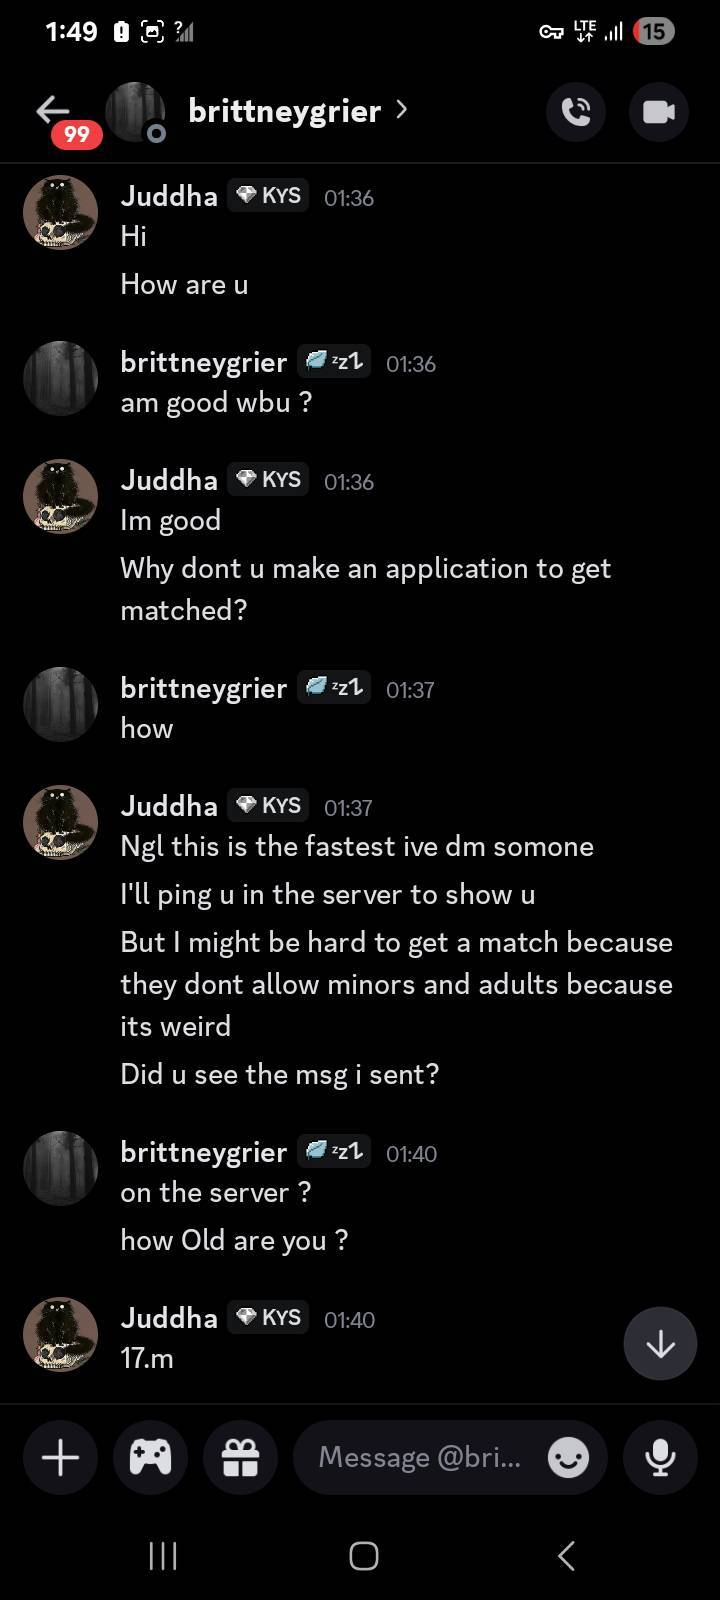 1:49
LTE
15
99
brittneygrier
Juddha KYS 01:36
Hi
How are u
brittneygrier zzZ 01:36
am good wbu ?
Juddha KYS 01:36
Im good
Why dont u make an application to get
matched?
brittneygrier zzZ 01:37
how
Juddha KYS 01:37
Ngl this is the fastest ive dm somone
I'll ping u in the server to show u
But I might be hard to get a match because
they dont allow minors and adults because
its weird
Did u see the msg i sent?
brittneygrier zzZ 01:40
on the server ?
how Old are you ?
Juddha KYS 01:40
17.m
Message @bri...